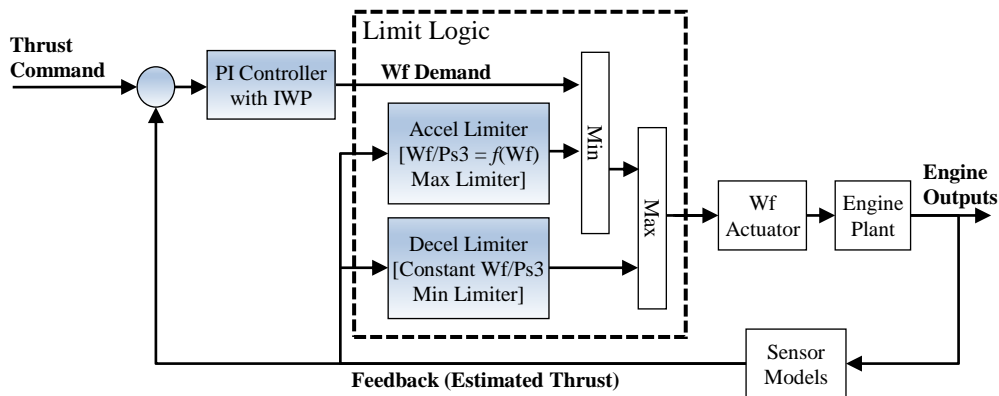 Limit Logic
Thrust
Command
PI Controller
with IWP
Wf Demand
Accel Limiter
[Wf/Ps3 = f(Wf)
Max Limiter]
Min
Decel Limiter
[Constant Wf/Ps3
Min Limiter]
Max
Wf
Actuator
Engine
Plant
Engine
Outputs
Sensor
Models
Feedback (Estimated Thrust)